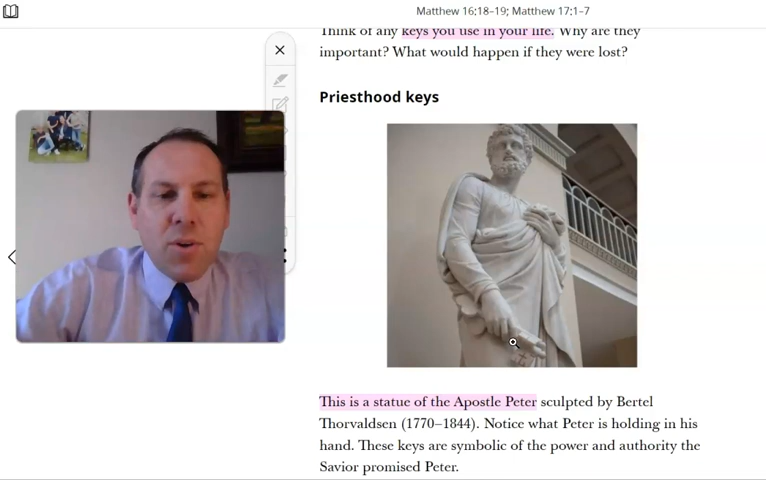 Matthew 16:18–19; Matthew 17:1–7
Think of any keys you use in your life. Why are they
important? What would happen if they were lost?
Priesthood keys
This is a statue of the Apostle Peter sculpted by Bertel
Thorvaldsen (1770–1844). Notice what Peter is holding in his
hand. These keys are symbolic of the power and authority the
Savior promised Peter.